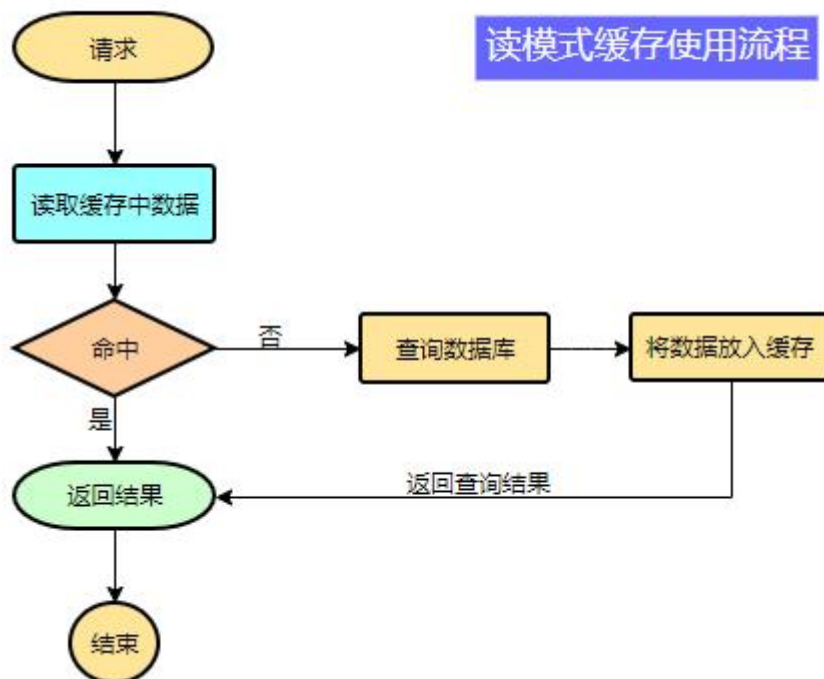 请求
读模式缓存使用流程
读取缓存中数据
命中
否
查询数据库
将数据放入缓存
是
返回结果
返回查询结果
结束